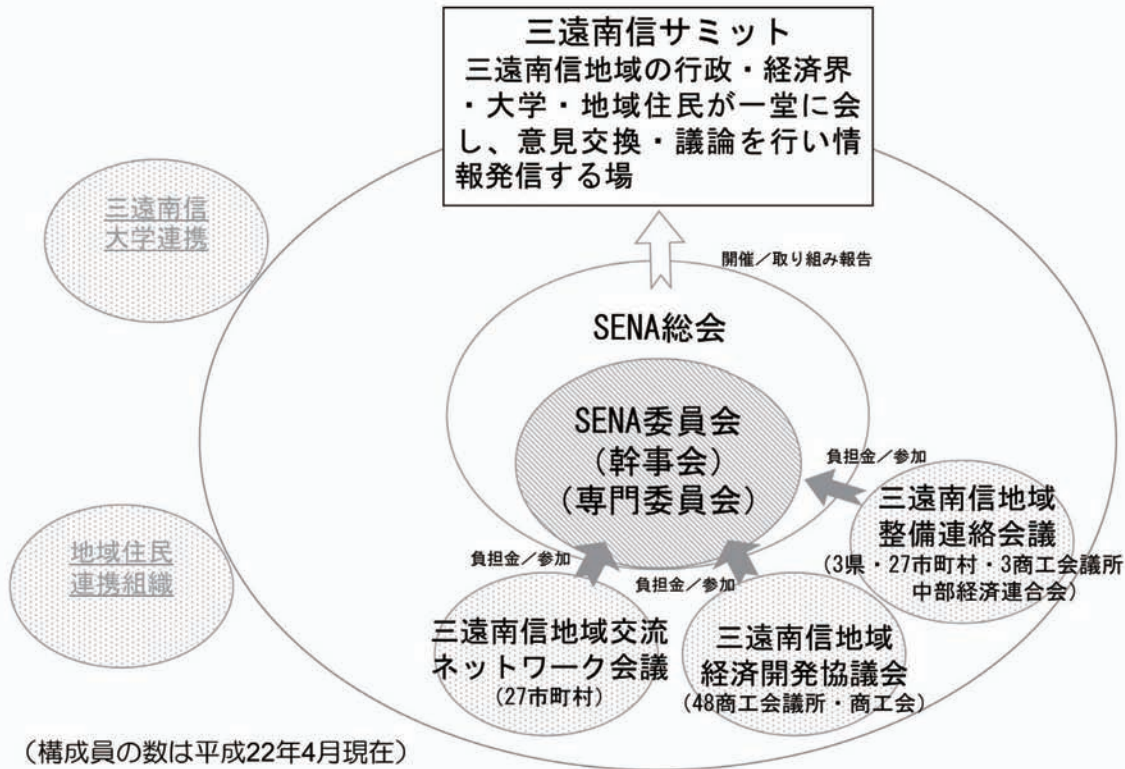 三遠南信サミット
三遠南信地域の行政・経済界
・大学・地域住民が一堂に会
し、意見交換・議論を行い情
報発信する場
三遠南信
大学連携
開催／取り組み報告
SENA総会
SENA委員会
（幹事会）
（専門委員会）
負担金／参加
三遠南信地域
整備連絡会議
（3県・27市町村・3商工会議所
中部経済連合会）
地域住民
連携組織
負担金／参加
負担金／参加
三遠南信地域交流
ネットワーク会議
（27市町村）
三遠南信地域
経済開発協議会
（48商工会議所・商工会）
（構成員の数は平成22年4月現在）